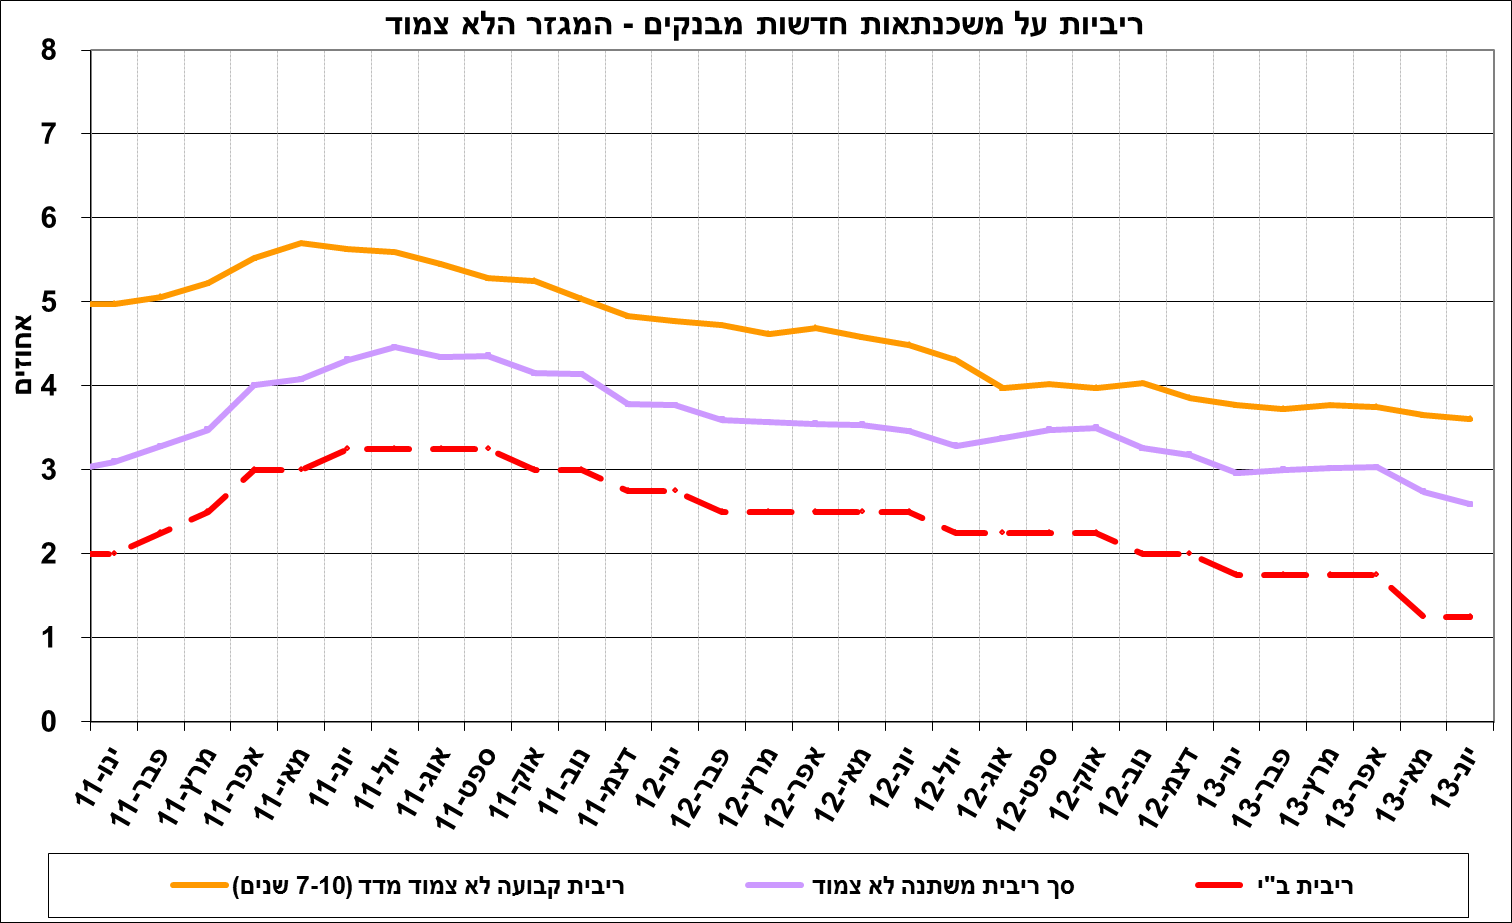 ריביות על משכנתאות חדשות מבנקים - המגזר הלא צמוד
אחוזים
8
7
6
5
4
3
2
1
0
ינו-11
פבר-11
מרץ-11
אפר-11
מאי-11
יונ-11
יול-11
אוג-11
ספט-11
אוק-11
נוב-11
דצמ-11
ינו-12
פבר-12
מרץ-12
אפר-12
מאי-12
יונ-12
יול-12
אוג-12
ספט-12
אוק-12
נוב-12
דצמ-12
ינו-13
פבר-13
מרץ-13
אפר-13
מאי-13
יונ-13
ריבית ב"י
סך ריבית משתנה לא צמוד
ריבית קבועה לא צמוד מדד (7-10 שנים)